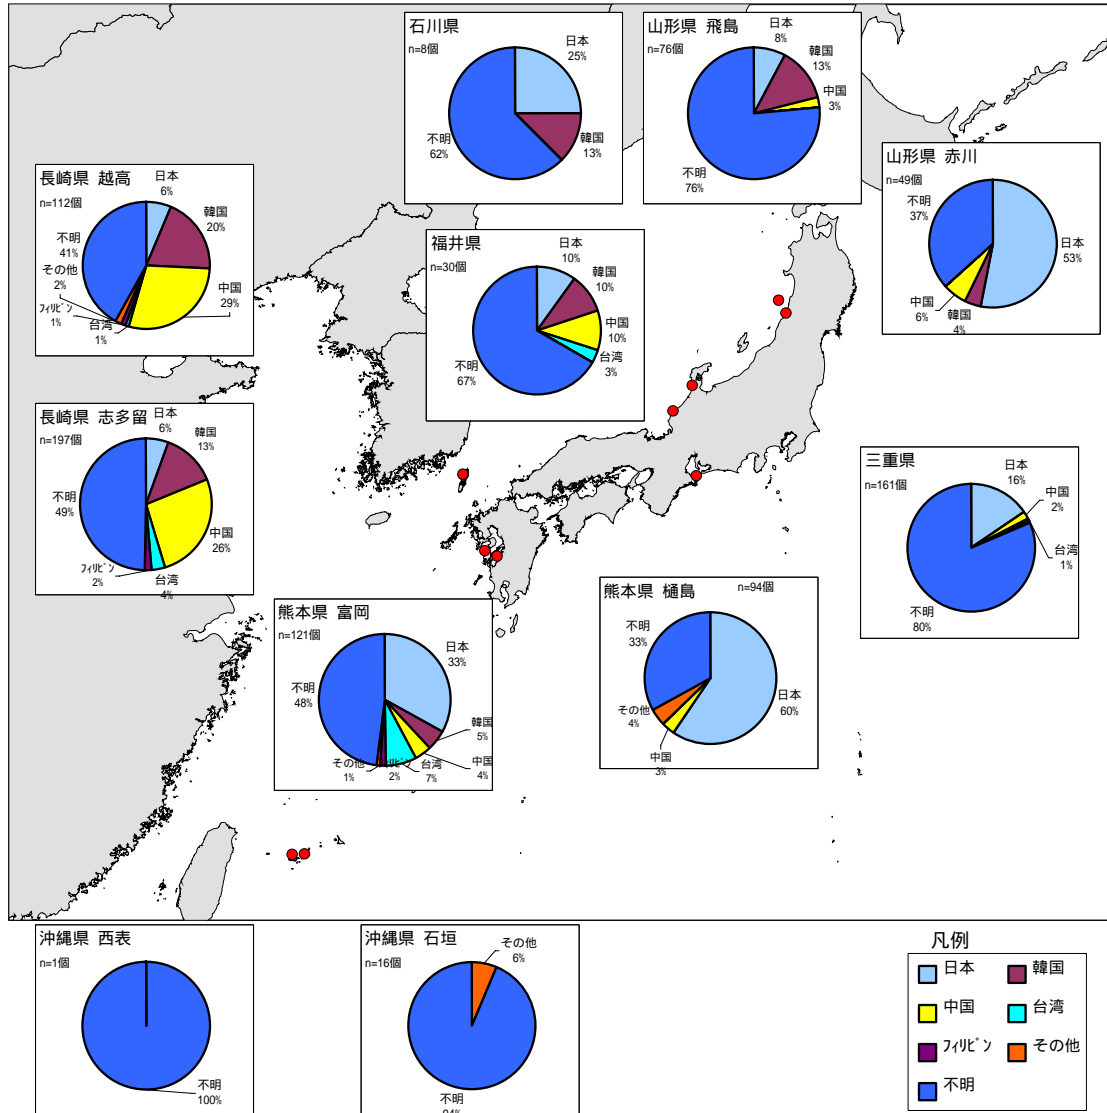 石川県
n=8個
日本
25%
韓国
13%
不明
62%
山形県 飛島
n=76個
日本
8%
韓国
13%
中国
3%
不明
76%
山形県 赤川
n=49個
不明
37%
日本
53%
中国
6%
韓国
4%
長崎県 越高
n=112個
日本
6%
韓国
20%
不明
41%
その他
2%
中国
29%
ﾌｨﾘﾋﾟﾝ
1%
台湾
1%
福井県
n=30個
日本
10%
韓国
10%
中国
10%
台湾
3%
不明
67%
長崎県 志多留
n=197個
日本
6%
韓国
13%
不明
49%
中国
26%
ﾌｨﾘﾋﾟﾝ
2%
台湾
4%
三重県
n=161個
日本
16%
中国
2%
台湾
1%
不明
80%
熊本県 富岡
n=121個
日本
33%
不明
48%
韓国
5%
中国
4%
台湾
7%
ﾌｨﾘﾋﾟﾝ
2%
その他
1%
熊本県 樋島
n=94個
不明
33%
日本
60%
その他
4%
中国
3%
沖縄県 西表
n=1個
不明
100%
沖縄県 石垣
n=16個
その他
6%
不明
94%
凡例
日本
韓国
中国
台湾
ﾌｨﾘﾋﾟﾝ
その他
不明